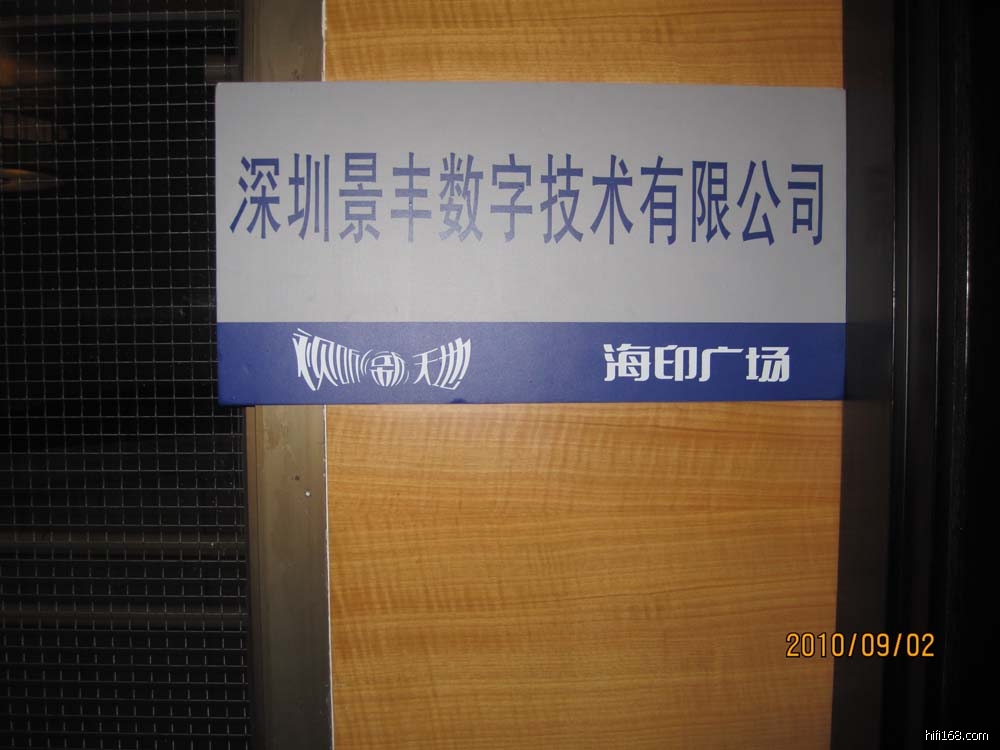 深圳景丰数字技术有限公司
视听新天地 海印广场
2010/09/02
hifi168.com